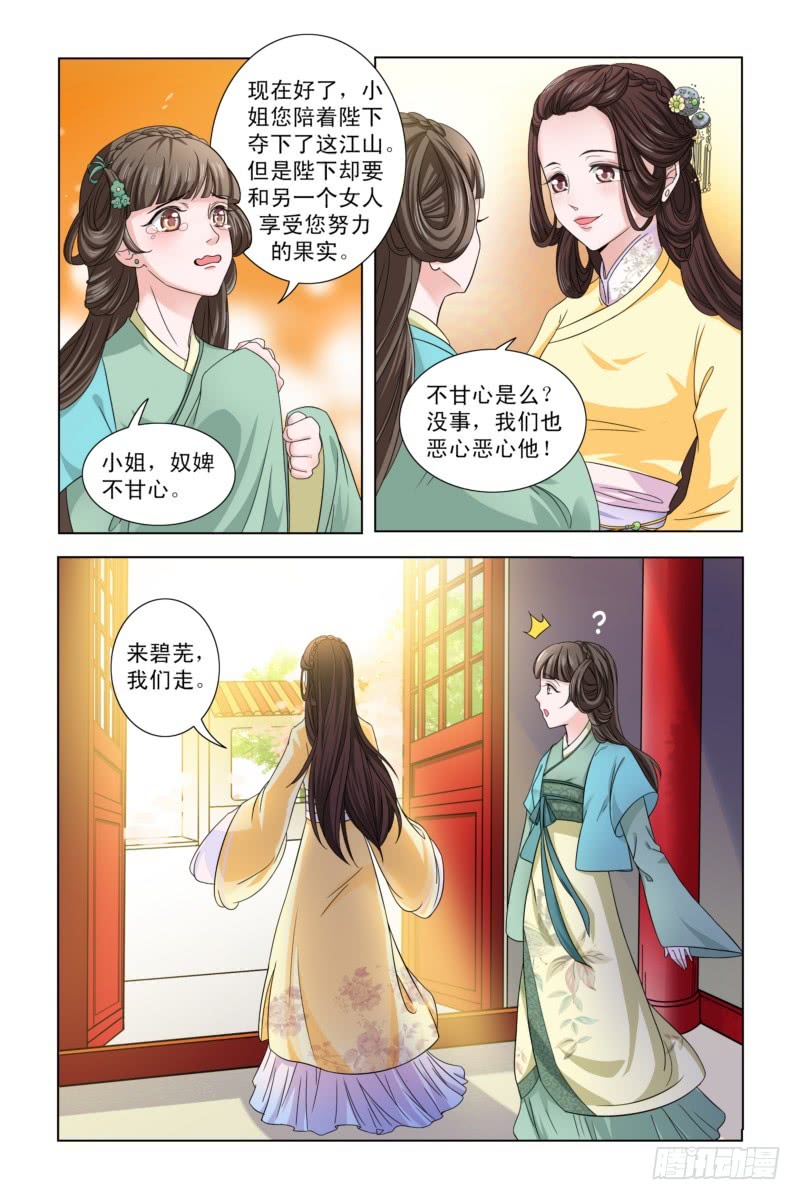 现在好了，小
姐您陪着陛下
夺下了这江山。
但是陛下却要
和另一个女人
享受您努力
的果实。
小姐，奴婢
不甘心。
不甘心是么？
没事，我们也
恶心恶心他！
来碧芜，
我们走。
?
腾讯动漫